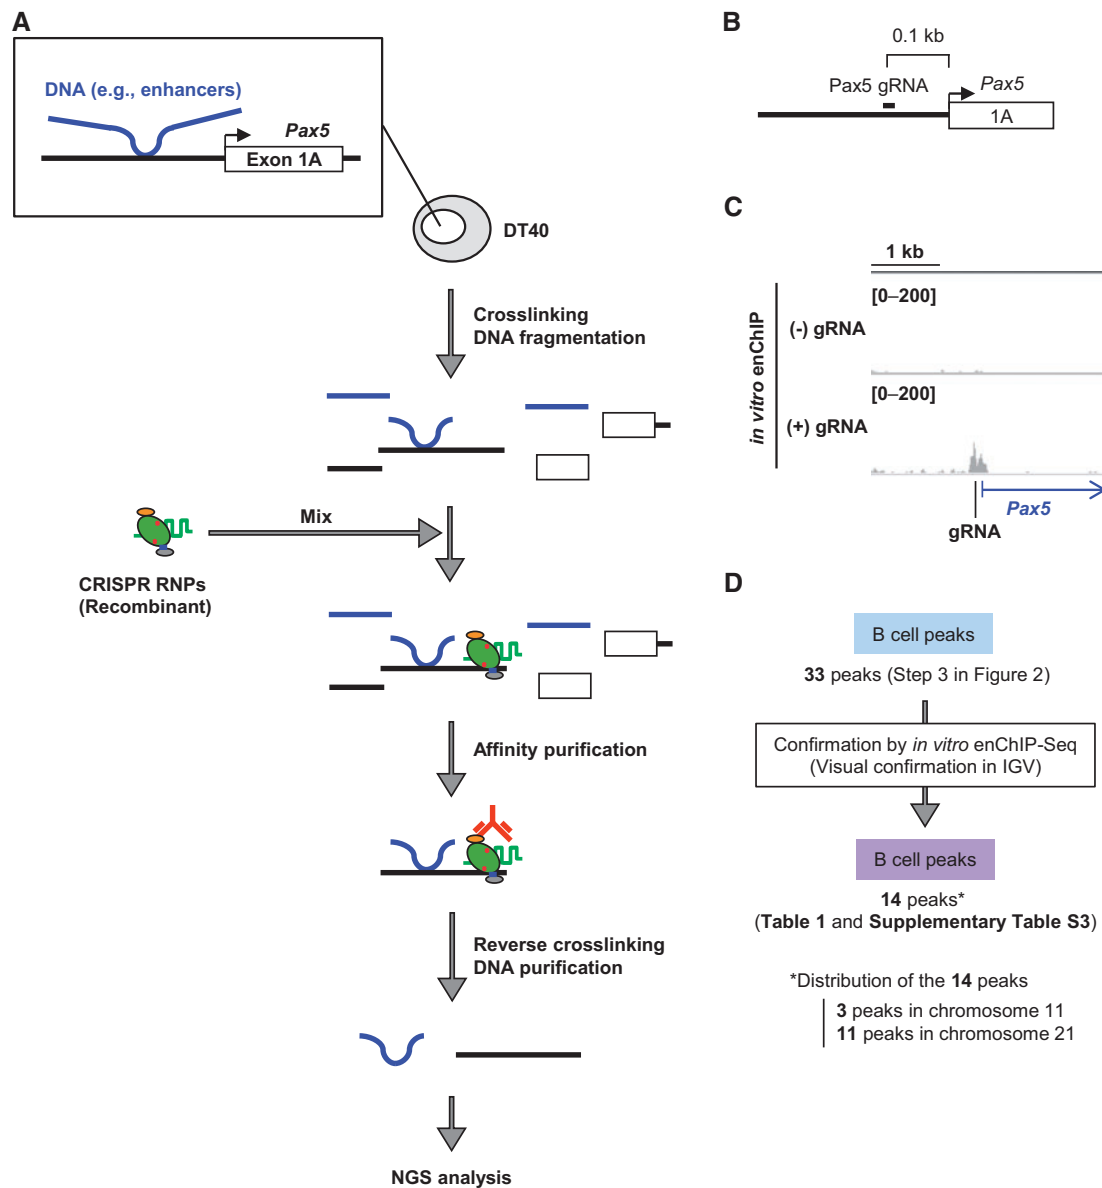 A
DNA (e.g., enhancers)
Pax5
Exon 1A
DT40
Crosslinking
DNA fragmentation
Mix
CRISPR RNPs
(Recombinant)
Affinity purification
Reverse crosslinking
DNA purification
NGS analysis
B
0.1 kb
Pax5 gRNA
Pax5
1A
C
1 kb
in vitro enChIP
[0–200]
(-) gRNA
[0–200]
(+) gRNA
Pax5
gRNA
D
B cell peaks
33 peaks (Step 3 in Figure 2)
Confirmation by in vitro enChIP-Seq
(Visual confirmation in IGV)
B cell peaks
14 peaks*
(Table 1 and Supplementary Table S3)
*Distribution of the 14 peaks
3 peaks in chromosome 11
11 peaks in chromosome 21